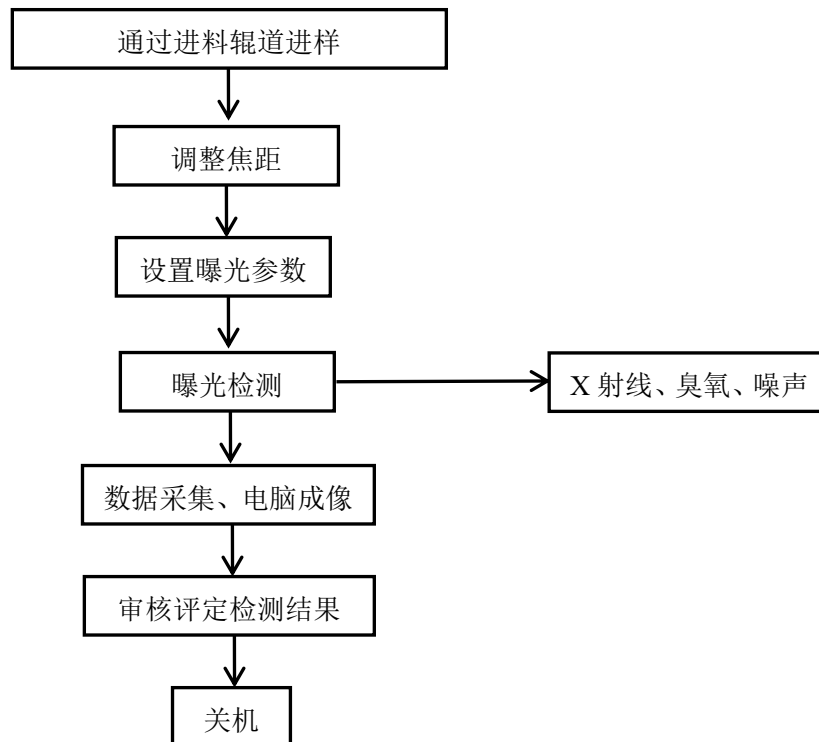 通过进料辊道进样
调整焦距
设置曝光参数
曝光检测
X 射线、臭氧、噪声
数据采集、电脑成像
审核评定检测结果
关机